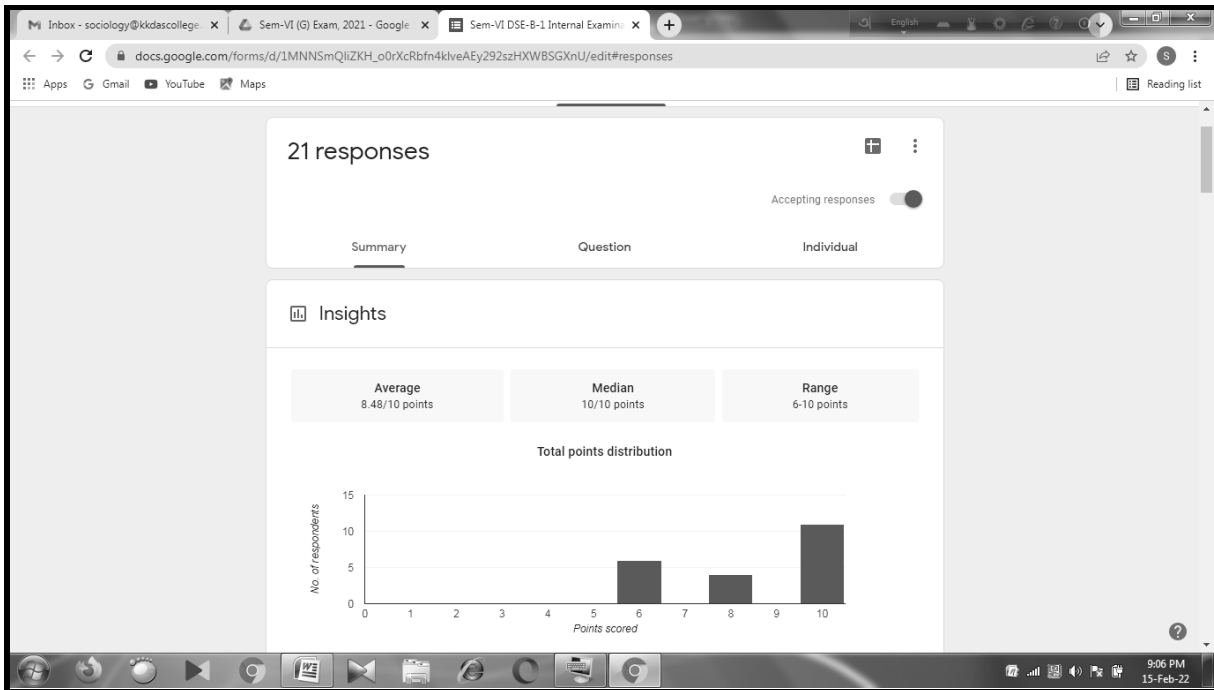 Inbox - sociology@kkdascollege.
Sem-VI (G) Exam, 2021 - Google
Sem-VI DSE-B-1 Internal Examina
English
docs.google.com/forms/d/1MNNSmQliZKH_o0rXcRbfn4klveAEy292szHXWBSGXnU/edit#responses
S
Apps
Gmail
YouTube
Maps
Reading list
21 responses
Accepting responses
Summary
Question
Individual
Insights
Average
8.48/10 points
Median
10/10 points
Range
6-10 points
Total points distribution
No. of respondents
15
10
5
0
0 1 2 3 4 5 6 7 8 9 10
Points scored
9:06 PM
15-Feb-22